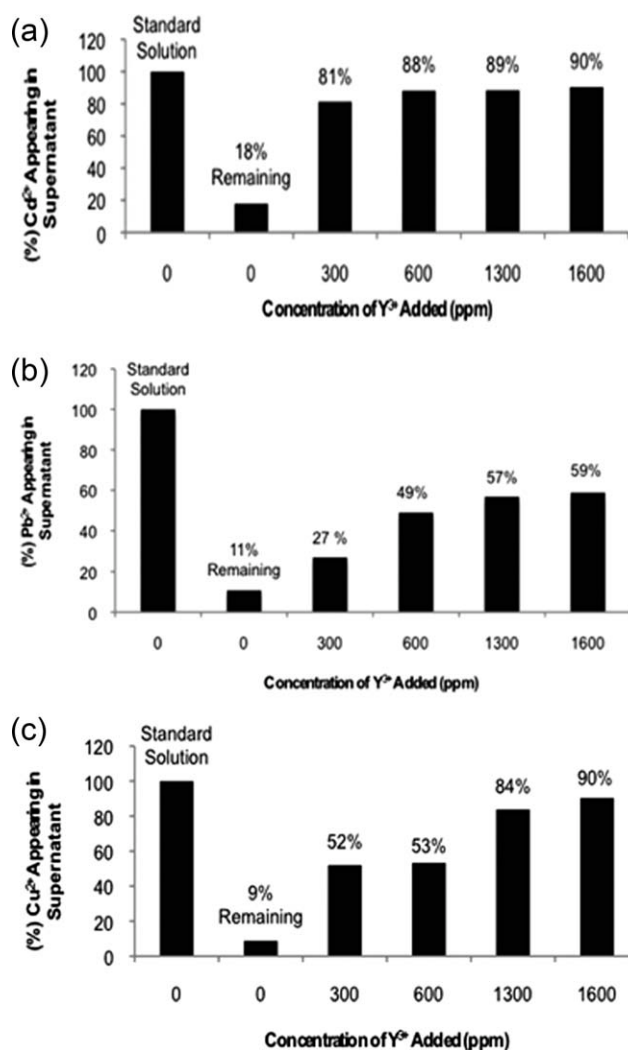 (a)
(%) Cd²⁺ Appearing in
Supernatant
120
100
80
60
40
20
0
Standard
Solution
18%
Remaining
81%
88%
89%
90%
0
0
300
600
1300
1600
Concentration of Y³⁺ Added (ppm)
(b)
(%) Pb²⁺ Appearing in
Supernatant
120
100
80
60
40
20
0
Standard
Solution
11%
Remaining
27 %
49%
57%
59%
0
0
300
600
1300
1600
Concentration of Y³⁺ Added (ppm)
(c)
(%) Cu²⁺ Appearing in
Supernatant
120
100
80
60
40
20
0
Standard
Solution
9%
Remaining
52%
53%
84%
90%
0
0
300
600
1300
1600
Concentration of Y³⁺ Added (ppm)